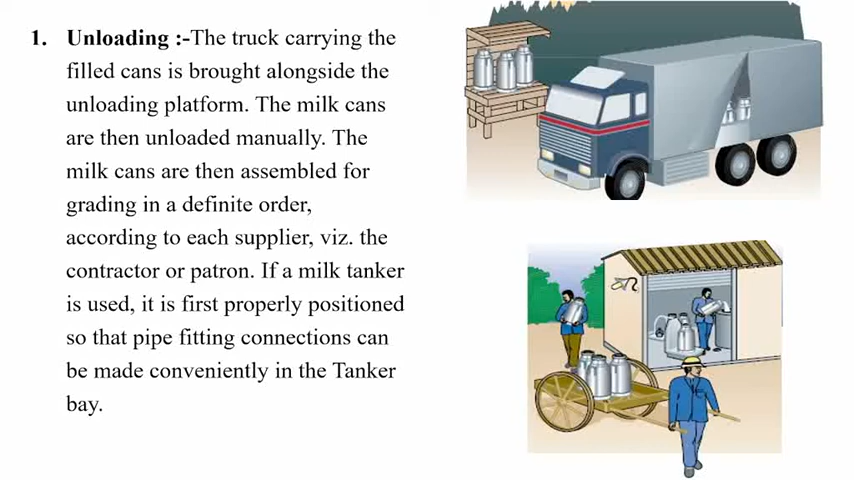 1. Unloading :-The truck carrying the
filled cans is brought alongside the
unloading platform. The milk cans
are then unloaded manually. The
milk cans are then assembled for
grading in a definite order,
according to each supplier, viz. the
contractor or patron. If a milk tanker
is used, it is first properly positioned
so that pipe fitting connections can
be made conveniently in the Tanker
bay.